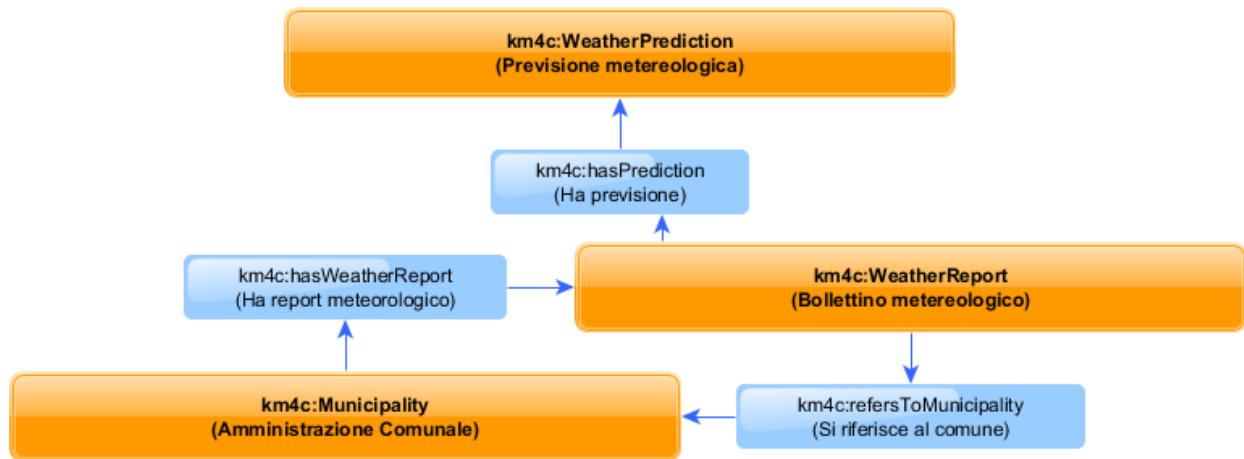 km4c:WeatherPrediction
(Previsione metereologica)
km4c:hasPrediction
(Ha previsione)
km4c:hasWeatherReport
(Ha report meteorologico)
km4c:WeatherReport
(Bollettino metereologico)
km4c:Municipality
(Amministrazione Comunale)
km4c:refersToMunicipality
(Si riferisce al comune)